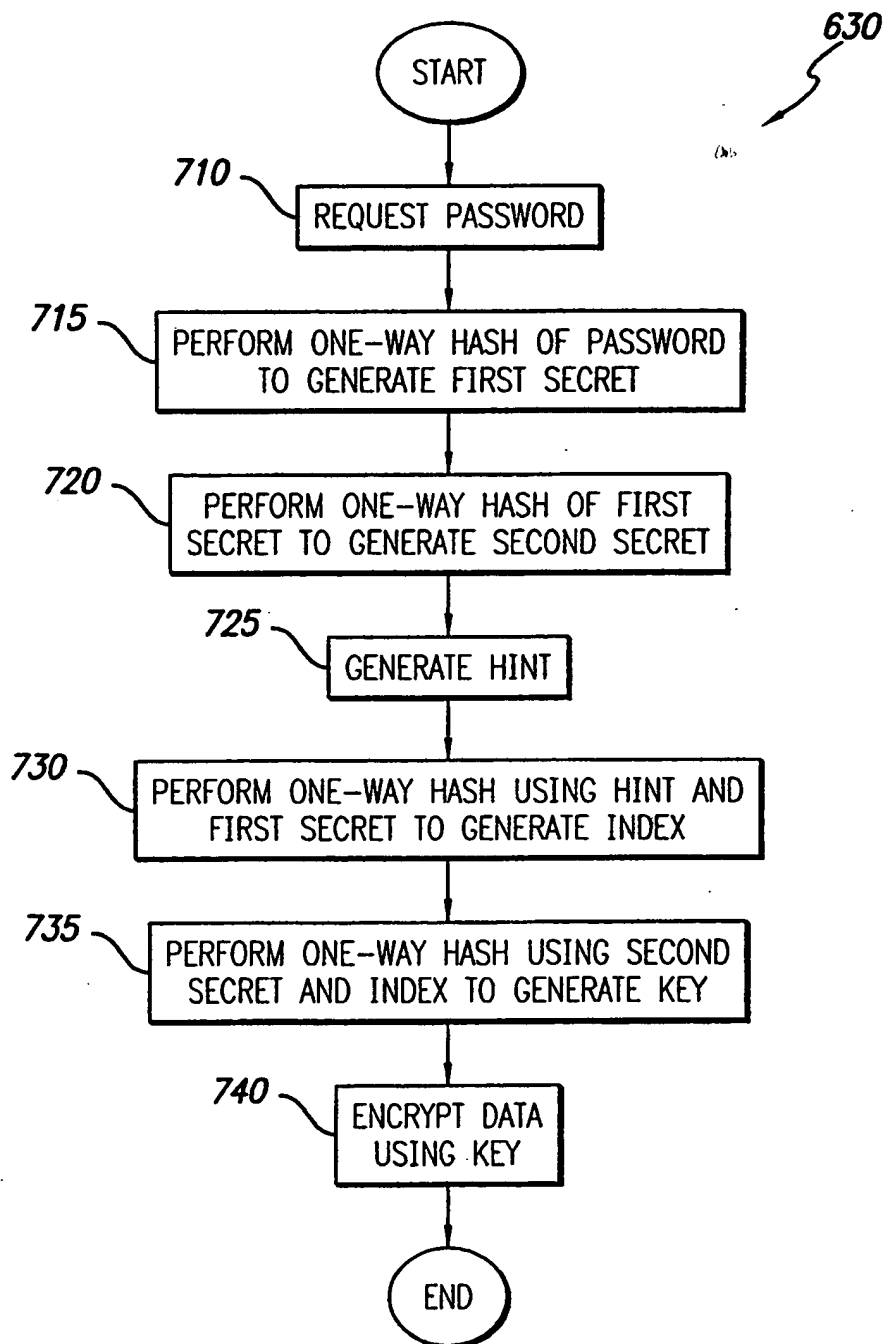 630
START
710
REQUEST PASSWORD
715
PERFORM ONE-WAY HASH OF PASSWORD
TO GENERATE FIRST SECRET
720
PERFORM ONE-WAY HASH OF FIRST
SECRET TO GENERATE SECOND SECRET
725
GENERATE HINT
730
PERFORM ONE-WAY HASH USING HINT AND
FIRST SECRET TO GENERATE INDEX
735
PERFORM ONE-WAY HASH USING SECOND
SECRET AND INDEX TO GENERATE KEY
740
ENCRYPT DATA
USING KEY
END